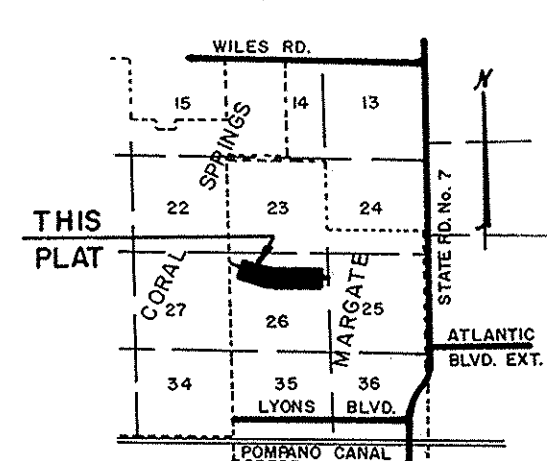 WILES RD.
15
14
13
N
SPRINGS
22
23
24
STATE RD. No. 7
THIS
PLAT
CORAL
MARGATE
27
26
25
ATLANTIC
BLVD. EXT.
34
35
36
LYONS BLVD.
POMPANO CANAL